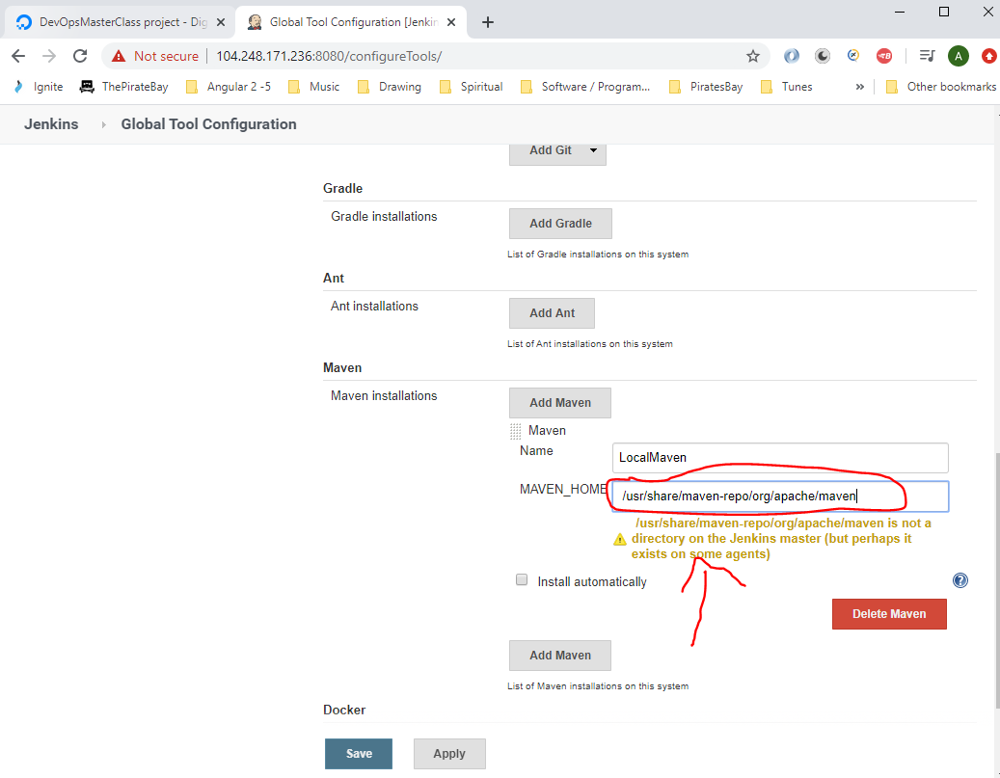 DevOpsMasterClass project - Dig
Global Tool Configuration [Jenkin
Not secure
104.248.171.236:8080/configureTools/
A
Ignite
ThePirateBay
Angular 2 -5
Music
Drawing
Spiritual
Software / Program...
PiratesBay
Tunes
»
Other bookmarks
Jenkins
Global Tool Configuration
Add Git
Gradle
Gradle installations
Add Gradle
List of Gradle installations on this system
Ant
Ant installations
Add Ant
List of Ant installations on this system
Maven
Maven installations
Add Maven
Maven
Name
LocalMaven
MAVEN_HOME
/usr/share/maven-repo/org/apache/maven
/usr/share/maven-repo/org/apache/maven is not a
directory on the Jenkins master (but perhaps it
exists on some agents)
Install automatically
Delete Maven
Add Maven
List of Maven installations on this system
Docker
Save
Apply